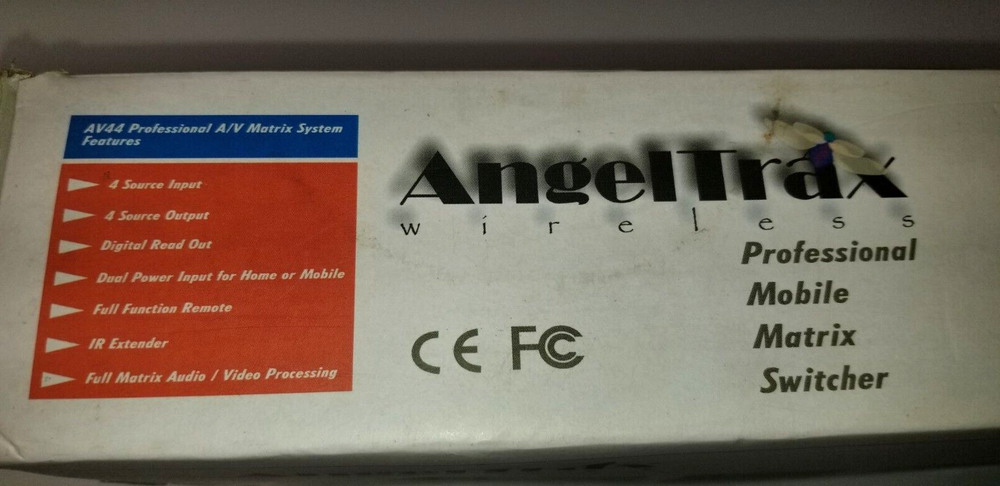 AV44 Professional A/V Matrix System
Features
4 Source Input
4 Source Output
Digital Read Out
Dual Power Input for Home or Mobile
Full Function Remote
IR Extender
Full Matrix Audio / Video Processing
AngelTrax
wireless
CE FC
Professional
Mobile
Matrix
Switcher